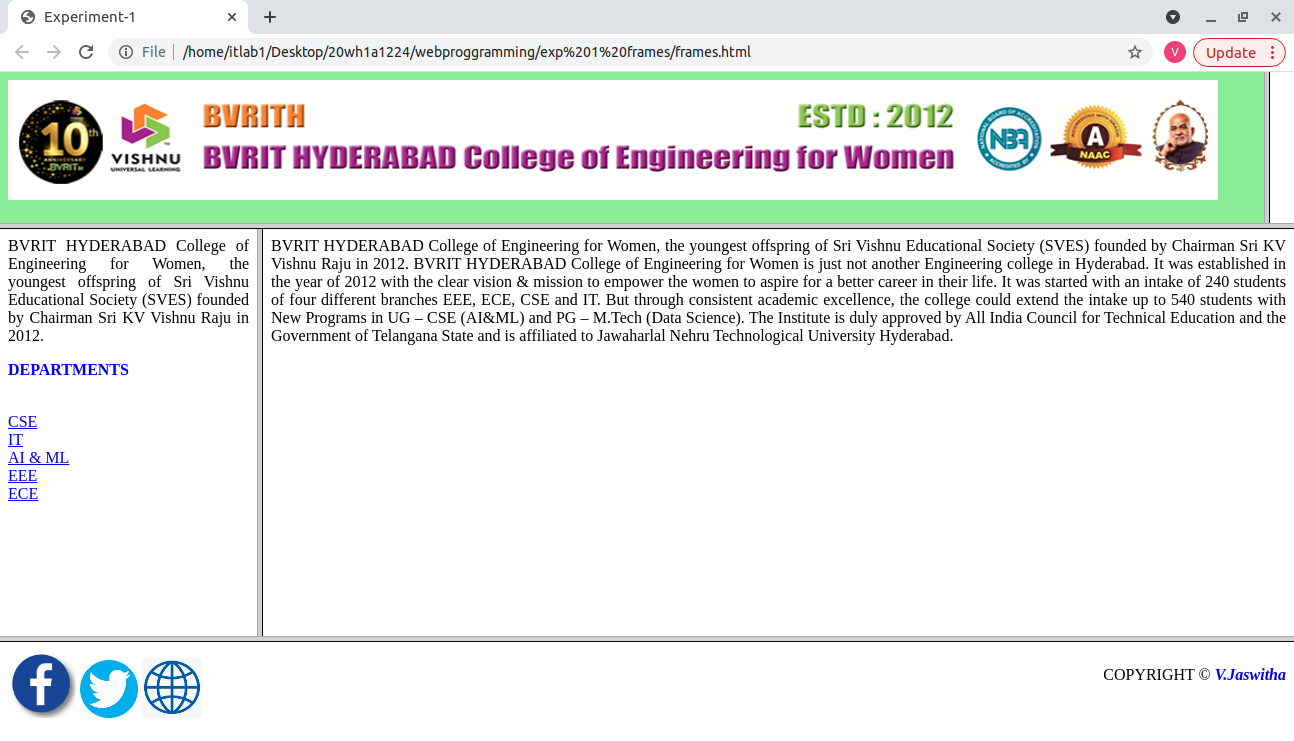 Experiment-1
File
/home/itlab1/Desktop/20wh1a1224/webproggramming/exp%201%20frames/frames.html
V
Update
10th
ANNIVERSARY
BVRITH
VISHNU
UNIVERSAL LEARNING
BVRITH
ESTD : 2012
BVRIT HYDERABAD College of Engineering for Women
NATIONAL BOARD OF ACCREDITATION
NBA
ACCREDITED BY
ACCREDITED WITH GRADE
A
NAAC
BVRIT HYDERABAD College of
Engineering for Women, the
youngest offspring of Sri Vishnu
Educational Society (SVES) founded
by Chairman Sri KV Vishnu Raju in
2012.
DEPARTMENTS
CSE
IT
AI & ML
EEE
ECE
BVRIT HYDERABAD College of Engineering for Women, the youngest offspring of Sri Vishnu Educational Society (SVES) founded by Chairman Sri KV
Vishnu Raju in 2012. BVRIT HYDERABAD College of Engineering for Women is just not another Engineering college in Hyderabad. It was established in
the year of 2012 with the clear vision & mission to empower the women to aspire for a better career in their life. It was started with an intake of 240 students
of four different branches EEE, ECE, CSE and IT. But through consistent academic excellence, the college could extend the intake up to 540 students with
New Programs in UG – CSE (AI&ML) and PG – M.Tech (Data Science). The Institute is duly approved by All India Council for Technical Education and the
Government of Telangana State and is affiliated to Jawaharlal Nehru Technological University Hyderabad.
COPYRIGHT © V.Jaswitha